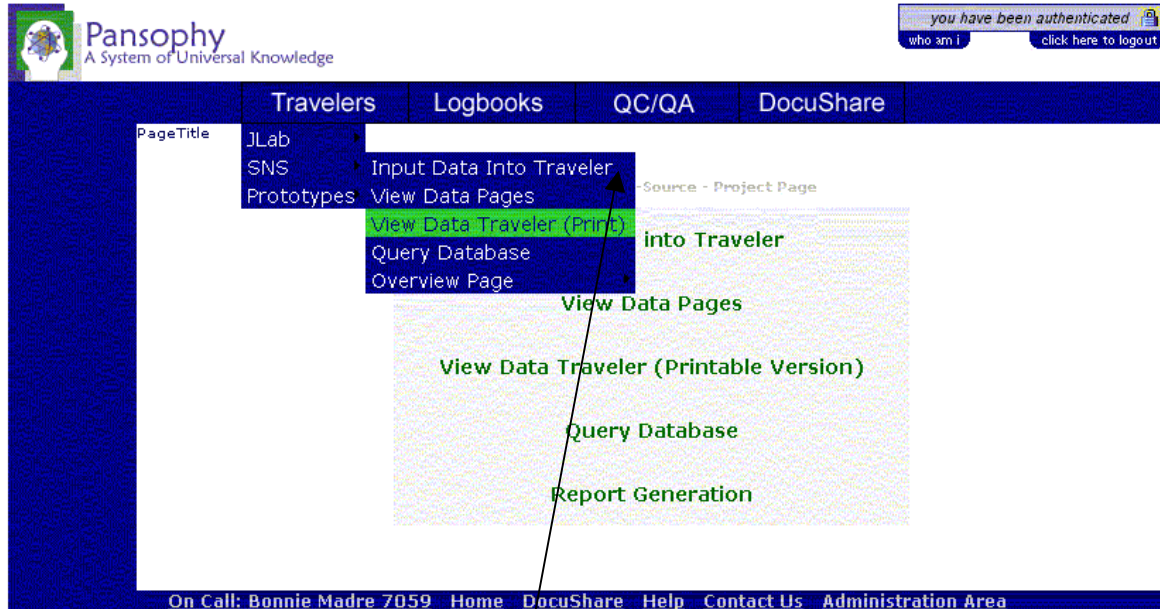 Pansophy
A System of Universal Knowledge
you have been authenticated
who am i click here to logout
Travelers Logbooks QC/QA DocuShare
PageTitle
JLab
SNS
Prototypes
Input Data Into Traveler
View Data Pages
View Data Traveler (Print)
Query Database
Overview Page
-Source - Project Page
into Traveler
View Data Pages
View Data Traveler (Printable Version)
Query Database
Report Generation
On Call: Bonnie Madre 7059 Home DocuShare Help Contact Us Administration Area